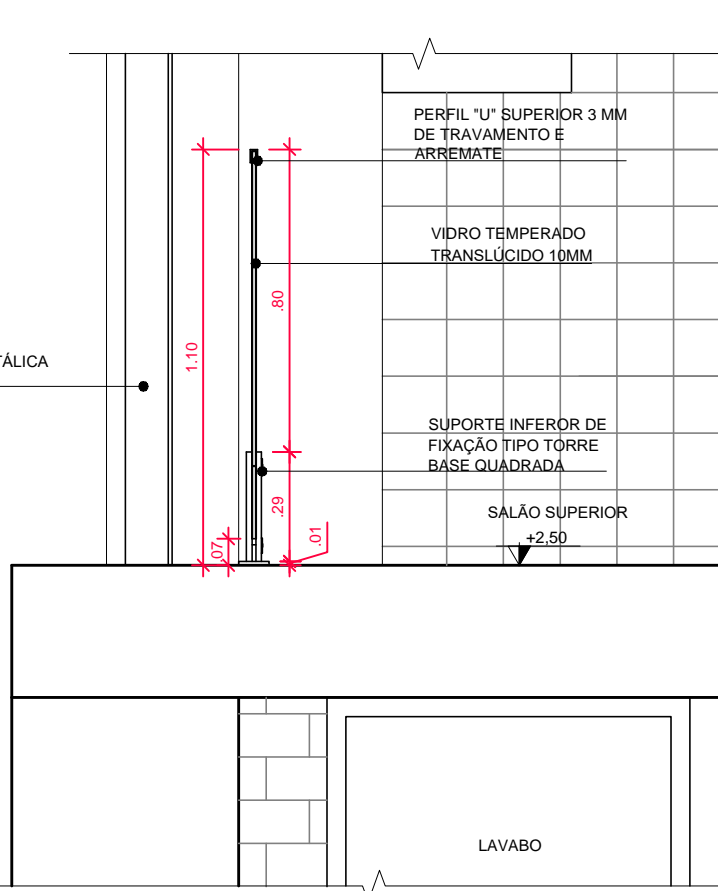 PERFIL "U" SUPERIOR 3 MM
DE TRAVAMENTO E
ARREMATE
VIDRO TEMPERADO
TRANSLÚCIDO 10MM
.80
1.10
TÁLICA
SUPORTE INFEROR DE
FIXAÇÃO TIPO TORRE
BASE QUADRADA
.29
SALÃO SUPERIOR
+2,50
.01
.07
LAVABO